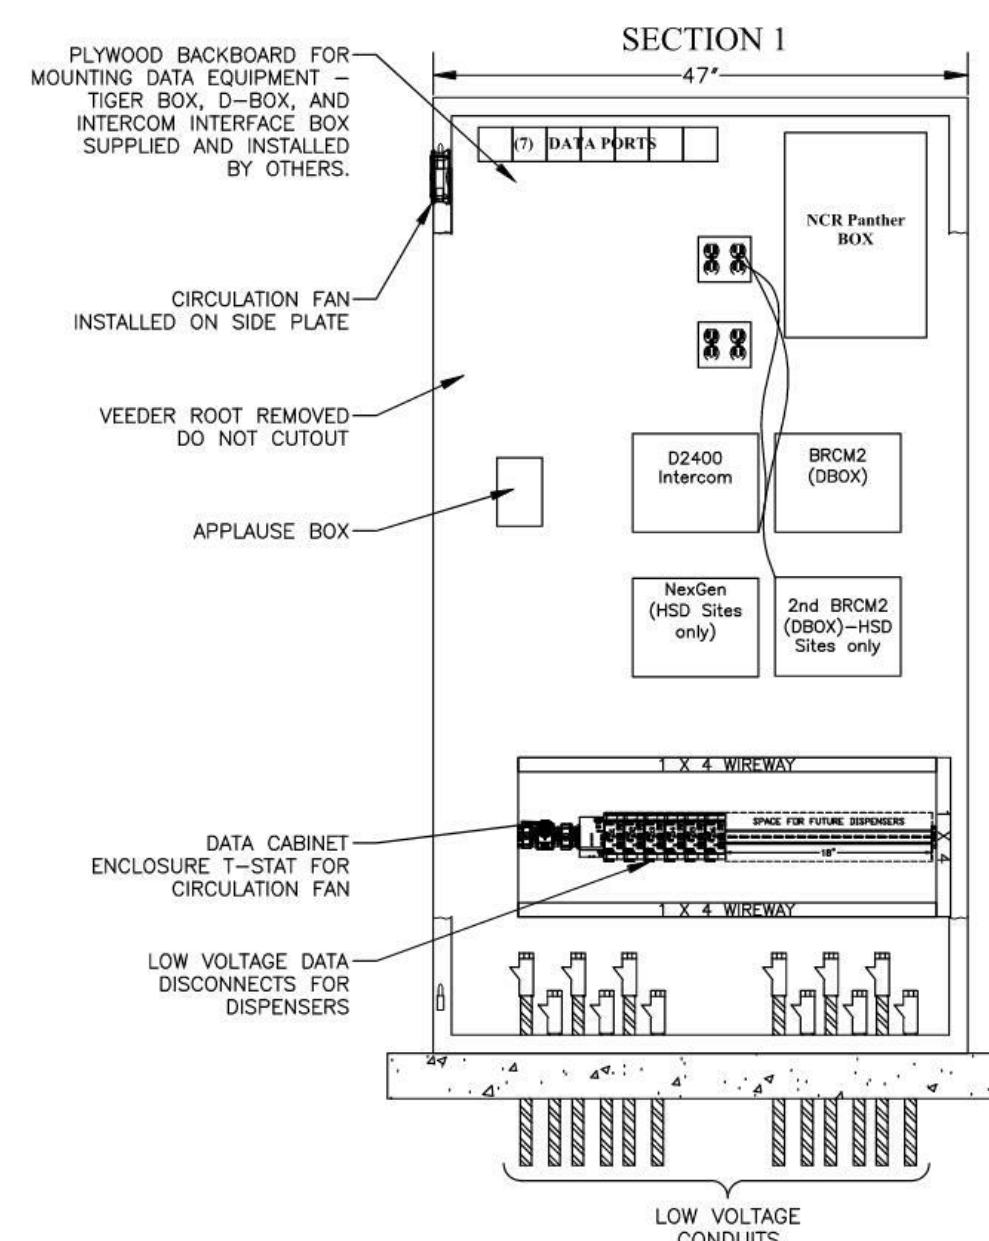 SECTION 1
47"
PLYWOOD BACKBOARD FOR
MOUNTING DATA EQUIPMENT –
TIGER BOX, D–BOX, AND
INTERCOM INTERFACE BOX
SUPPLIED AND INSTALLED
BY OTHERS.
(7) DATA PORTS
NCR Panther
BOX
CIRCULATION FAN
INSTALLED ON SIDE PLATE
VEEDER ROOT REMOVED
DO NOT CUTOUT
D2400
Intercom
BRCM2
(DBOX)
APPLAUSE BOX
NexGen
(HSD Sites
only)
2nd BRCM2
(DBOX)–HSD
Sites only
1 X 4 WIREWAY
SPACE FOR FUTURE DISPENSERS
18"
X 4
DATA CABINET
ENCLOSURE T–STAT FOR
CIRCULATION FAN
1 X 4 WIREWAY
LOW VOLTAGE DATA
DISCONNECTS FOR
DISPENSERS
LOW VOLTAGE
CONDUITS